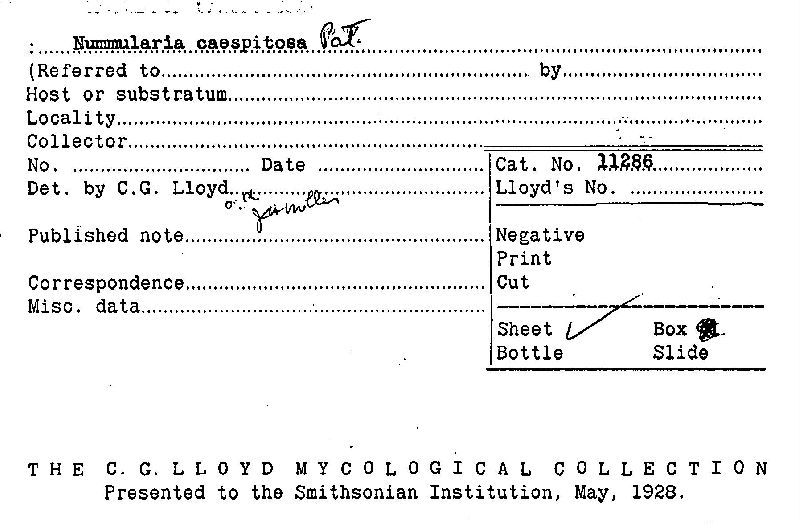 : Nummularia caespitosa Pat.
(Referred to by
Host or substratum
Locality
Collector
No. Date Cat. No. 11286
Det. by C.G. Lloyd Lloyd's No.
O.K. J.H. Miller
Published note Negative
Print
Correspondence Cut
Misc. data
Sheet ✓ Box
Bottle Slide
THE C. G. LLOYD MYCOLOGICAL COLLECTION
Presented to the Smithsonian Institution, May, 1928.